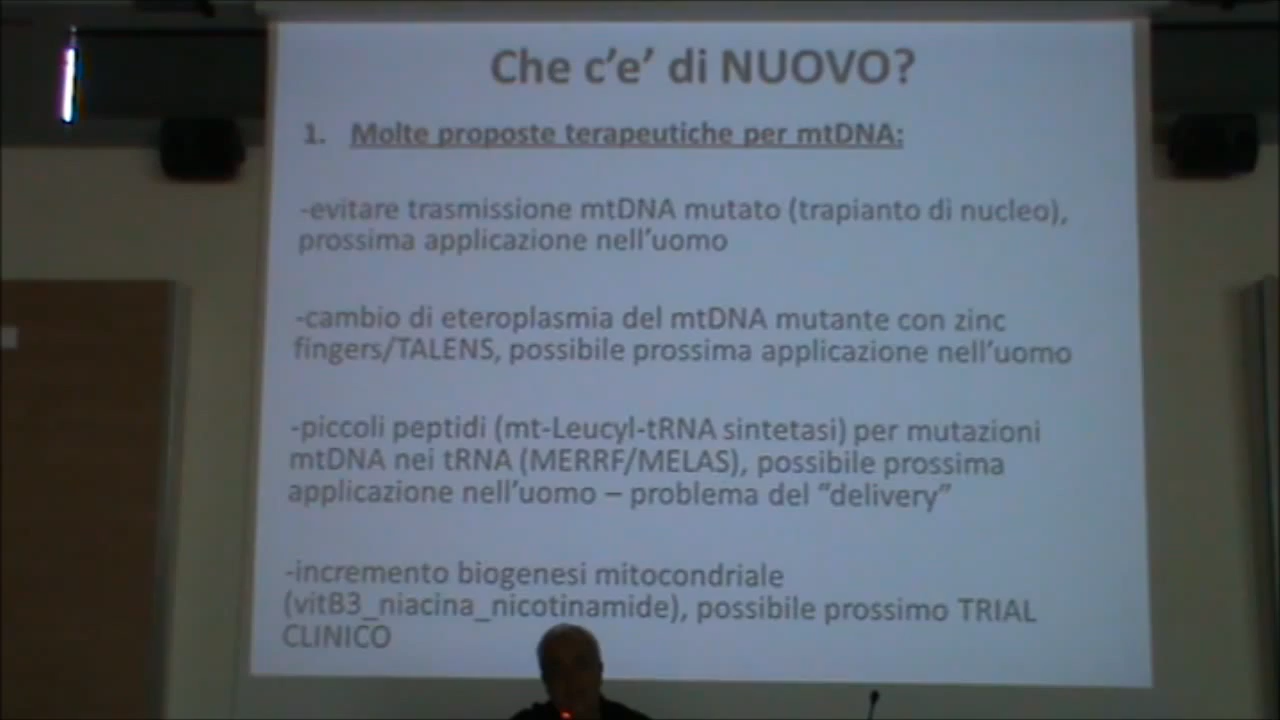 Che c'e' di NUOVO?
1. Molte proposte terapeutiche per mtDNA:
-evitare trasmissione mtDNA mutato (trapianto di nucleo),
prossima applicazione nell'uomo
-cambio di eteroplasmia del mtDNA mutante con zinc
fingers/TALENS, possibile prossima applicazione nell'uomo
-piccoli peptidi (mt-Leucyl-tRNA sintetasi) per mutazioni
mtDNA nei tRNA (MERRF/MELAS), possibile prossima
applicazione nell'uomo – problema del "delivery"
-incremento biogenesi mitocondriale
(vitB3_niacina_nicotinamide), possibile prossimo TRIAL
CLINICO